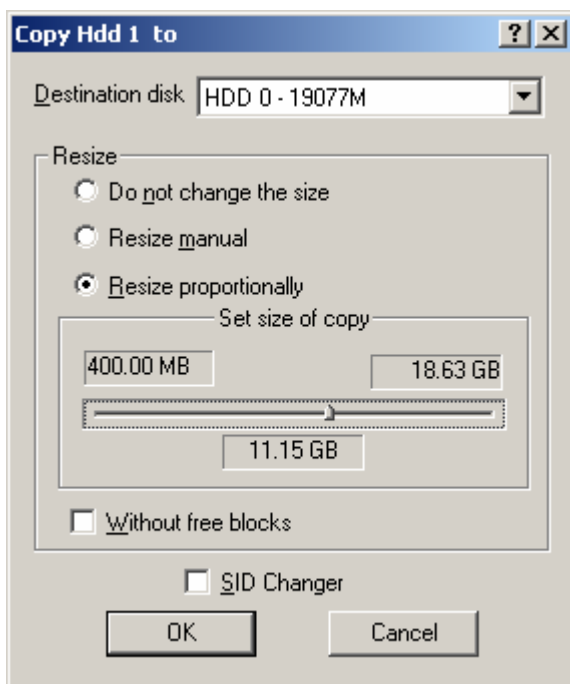 Copy Hdd 1 to
Destination disk HDD 0 - 19077M
Resize
Do not change the size
Resize manual
Resize proportionally
Set size of copy
400.00 MB 18.63 GB
11.15 GB
Without free blocks
SID Changer
OK Cancel